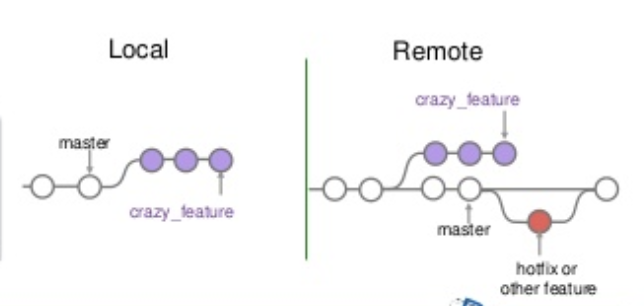 Local
master
crazy_feature
Remote
crazy_feature
master
hotfix or
other feature